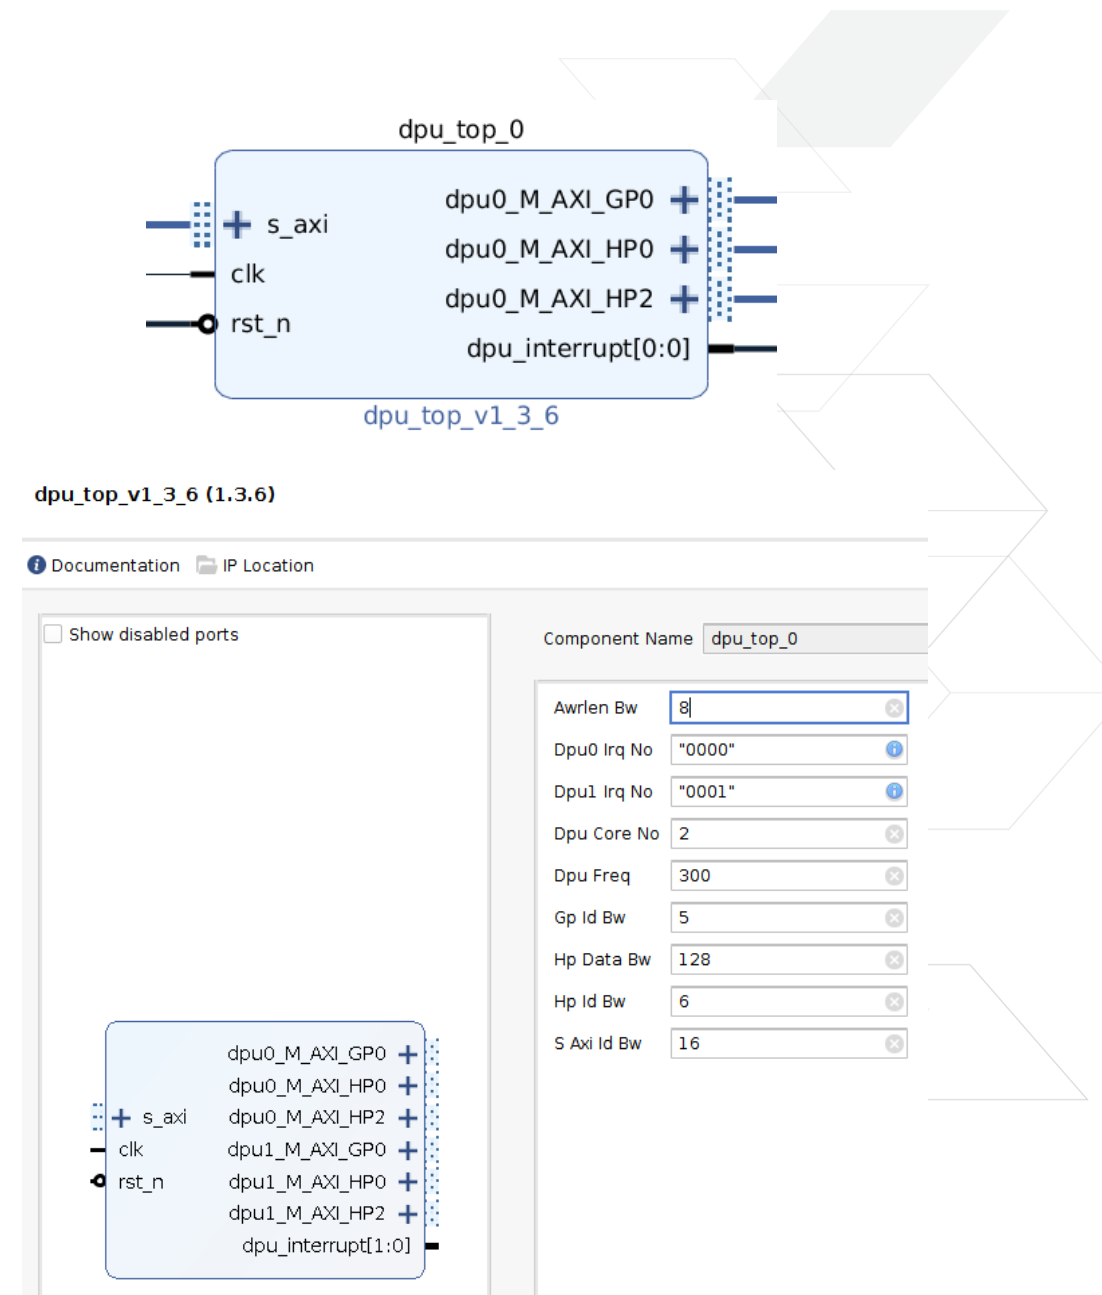 dpu_top_0
dpu0_M_AXI_GP0
s_axi
dpu0_M_AXI_HP0
clk
dpu0_M_AXI_HP2
rst_n
dpu_interrupt[0:0]
dpu_top_v1_3_6
dpu_top_v1_3_6 (1.3.6)
Documentation IP Location
Show disabled ports
Component Name dpu_top_0
Awrlen Bw 8
Dpu0 Irq No "0000"
Dpu1 Irq No "0001"
Dpu Core No 2
Dpu Freq 300
Gp Id Bw 5
Hp Data Bw 128
Hp Id Bw 6
S Axi Id Bw 16
dpu0_M_AXI_GP0
dpu0_M_AXI_HP0
s_axi dpu0_M_AXI_HP2
clk dpu1_M_AXI_GP0
rst_n dpu1_M_AXI_HP0
dpu1_M_AXI_HP2
dpu_interrupt[1:0]